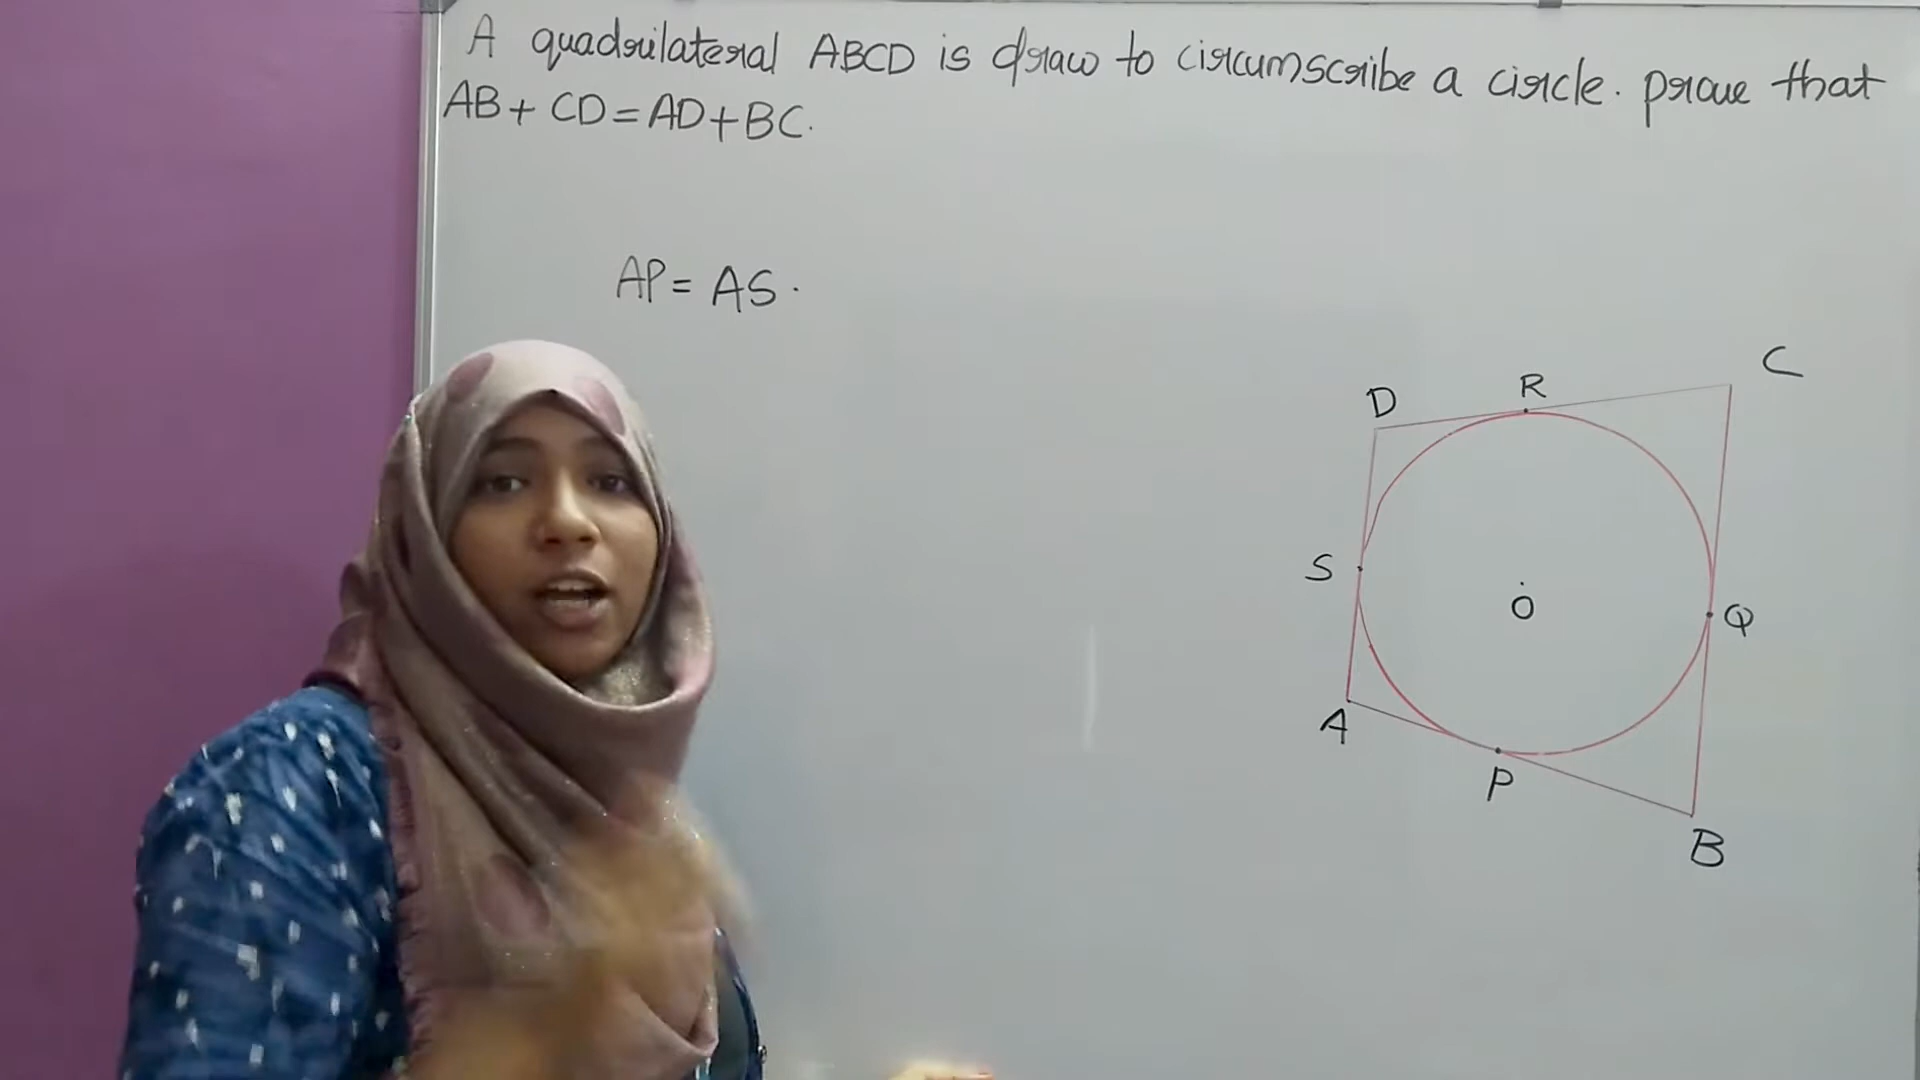 A quadrilateral ABCD is draw to circumscribe a circle. prove that
AB + CD = AD + BC.
AP = AS.
C
D
R
S
O
Q
A
P
B